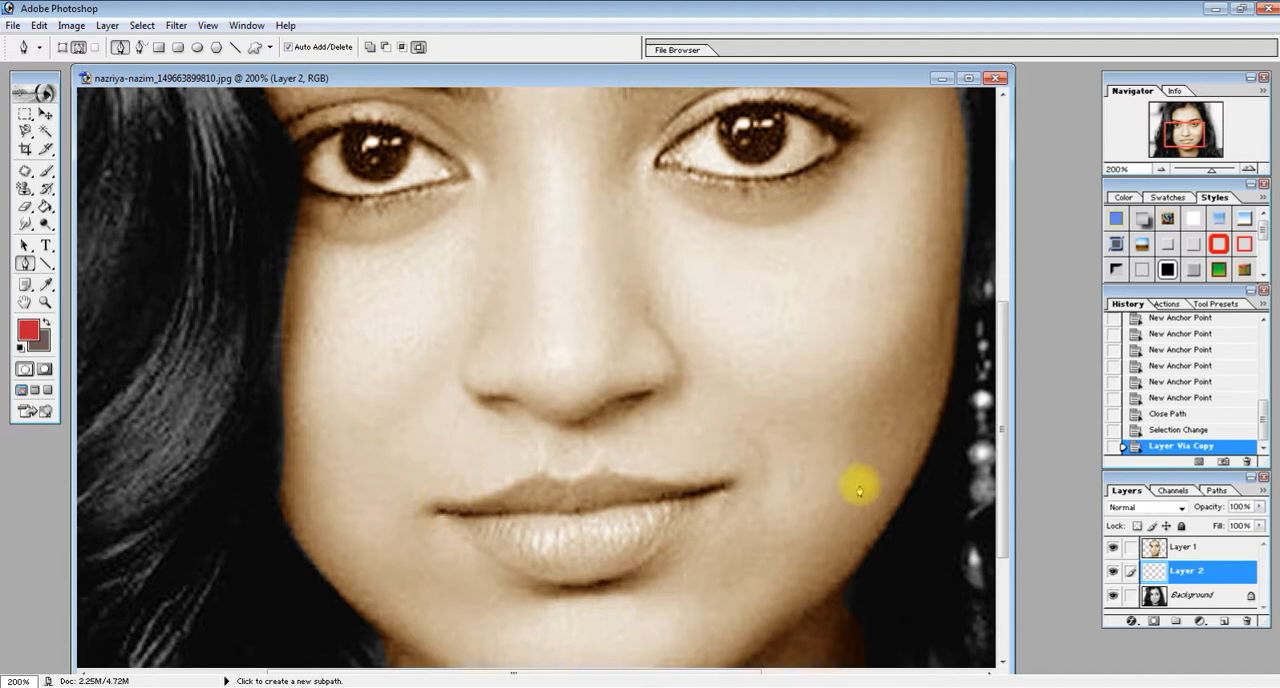 Adobe Photoshop
File Edit Image Layer Select Filter View Window Help
Auto Add/Delete
File Browser
nazriya-nazim_149663899810.jpg @ 200% (Layer 2, RGB)
Navigator Info
200%
Color Swatches Styles
History Actions Tool Presets
New Anchor Point
New Anchor Point
New Anchor Point
New Anchor Point
New Anchor Point
New Anchor Point
Close Path
Selection Change
Layer Via Copy
Layers Channels Paths
Normal Opacity: 100%
Lock: Fill: 100%
Layer 1
Layer 2
Background
200% Doc: 2.25M/4.72M Click to create a new subpath.